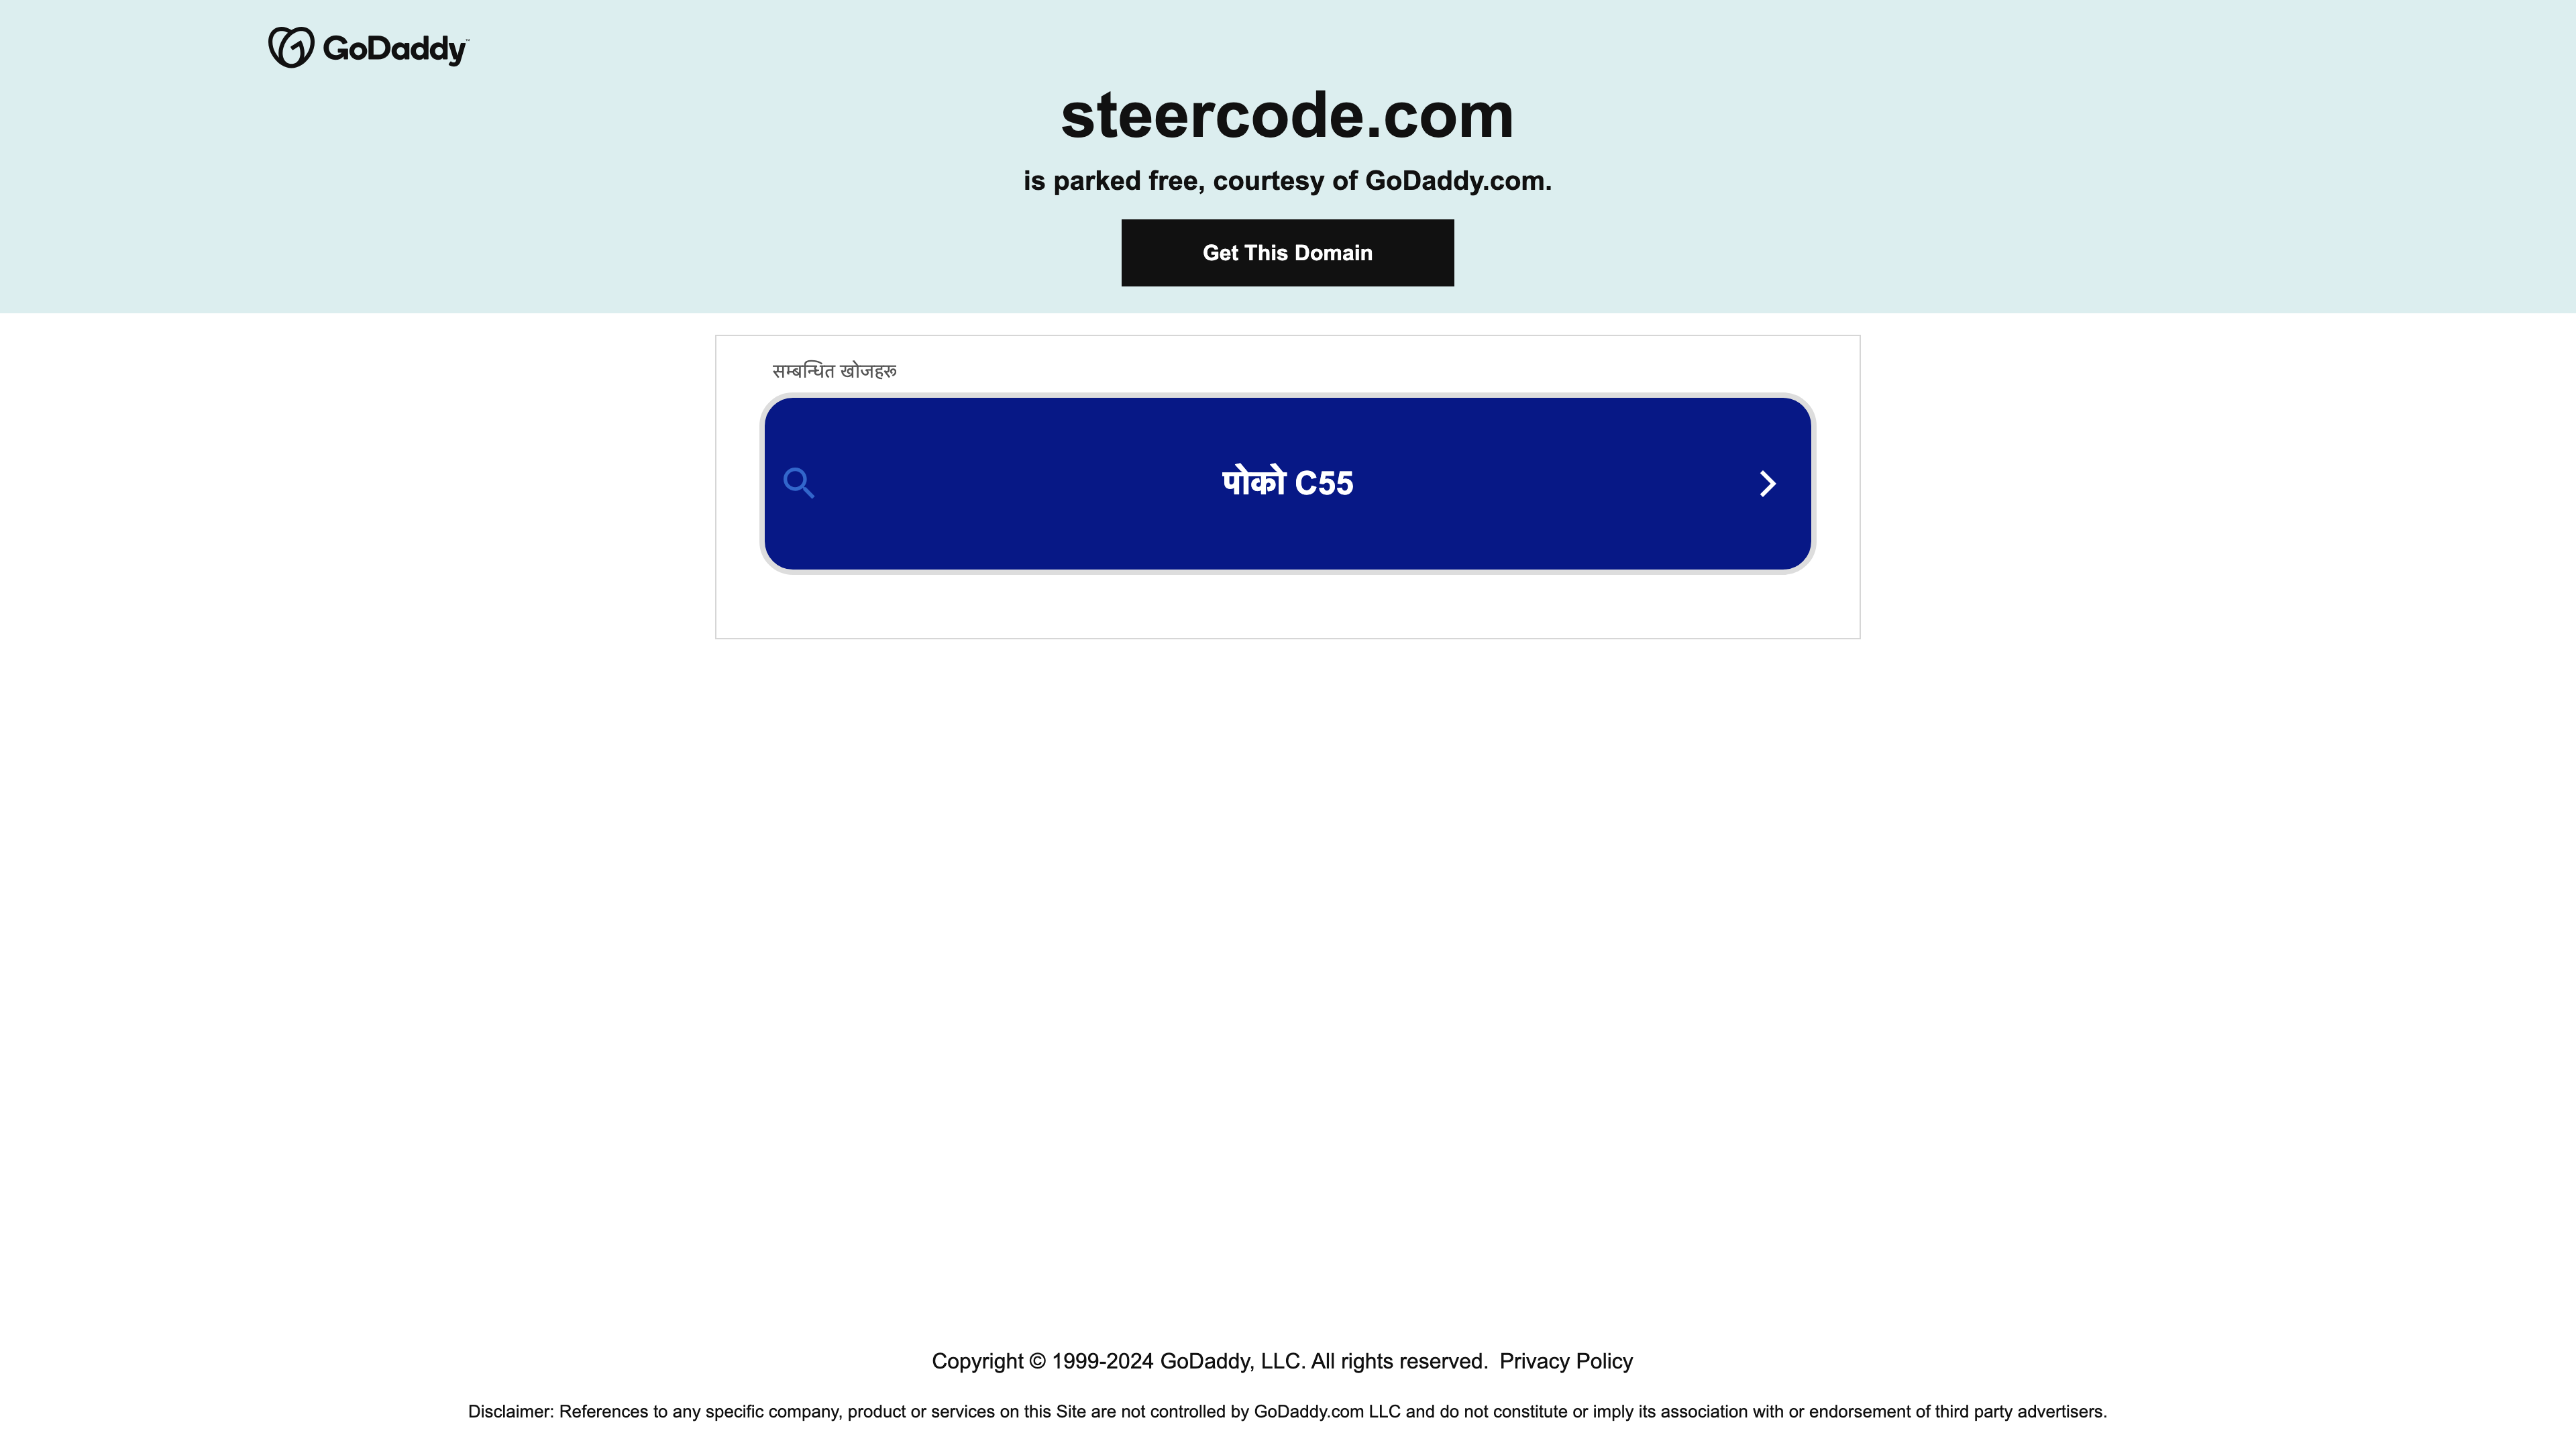 GoDaddy™
steercode.com
is parked free, courtesy of GoDaddy.com.
Get This Domain
सम्बन्धित खोजहरू
पोको C55
Copyright © 1999-2024 GoDaddy, LLC. All rights reserved. Privacy Policy
Disclaimer: References to any specific company, product or services on this Site are not controlled by GoDaddy.com LLC and do not constitute or imply its association with or endorsement of third party advertisers.